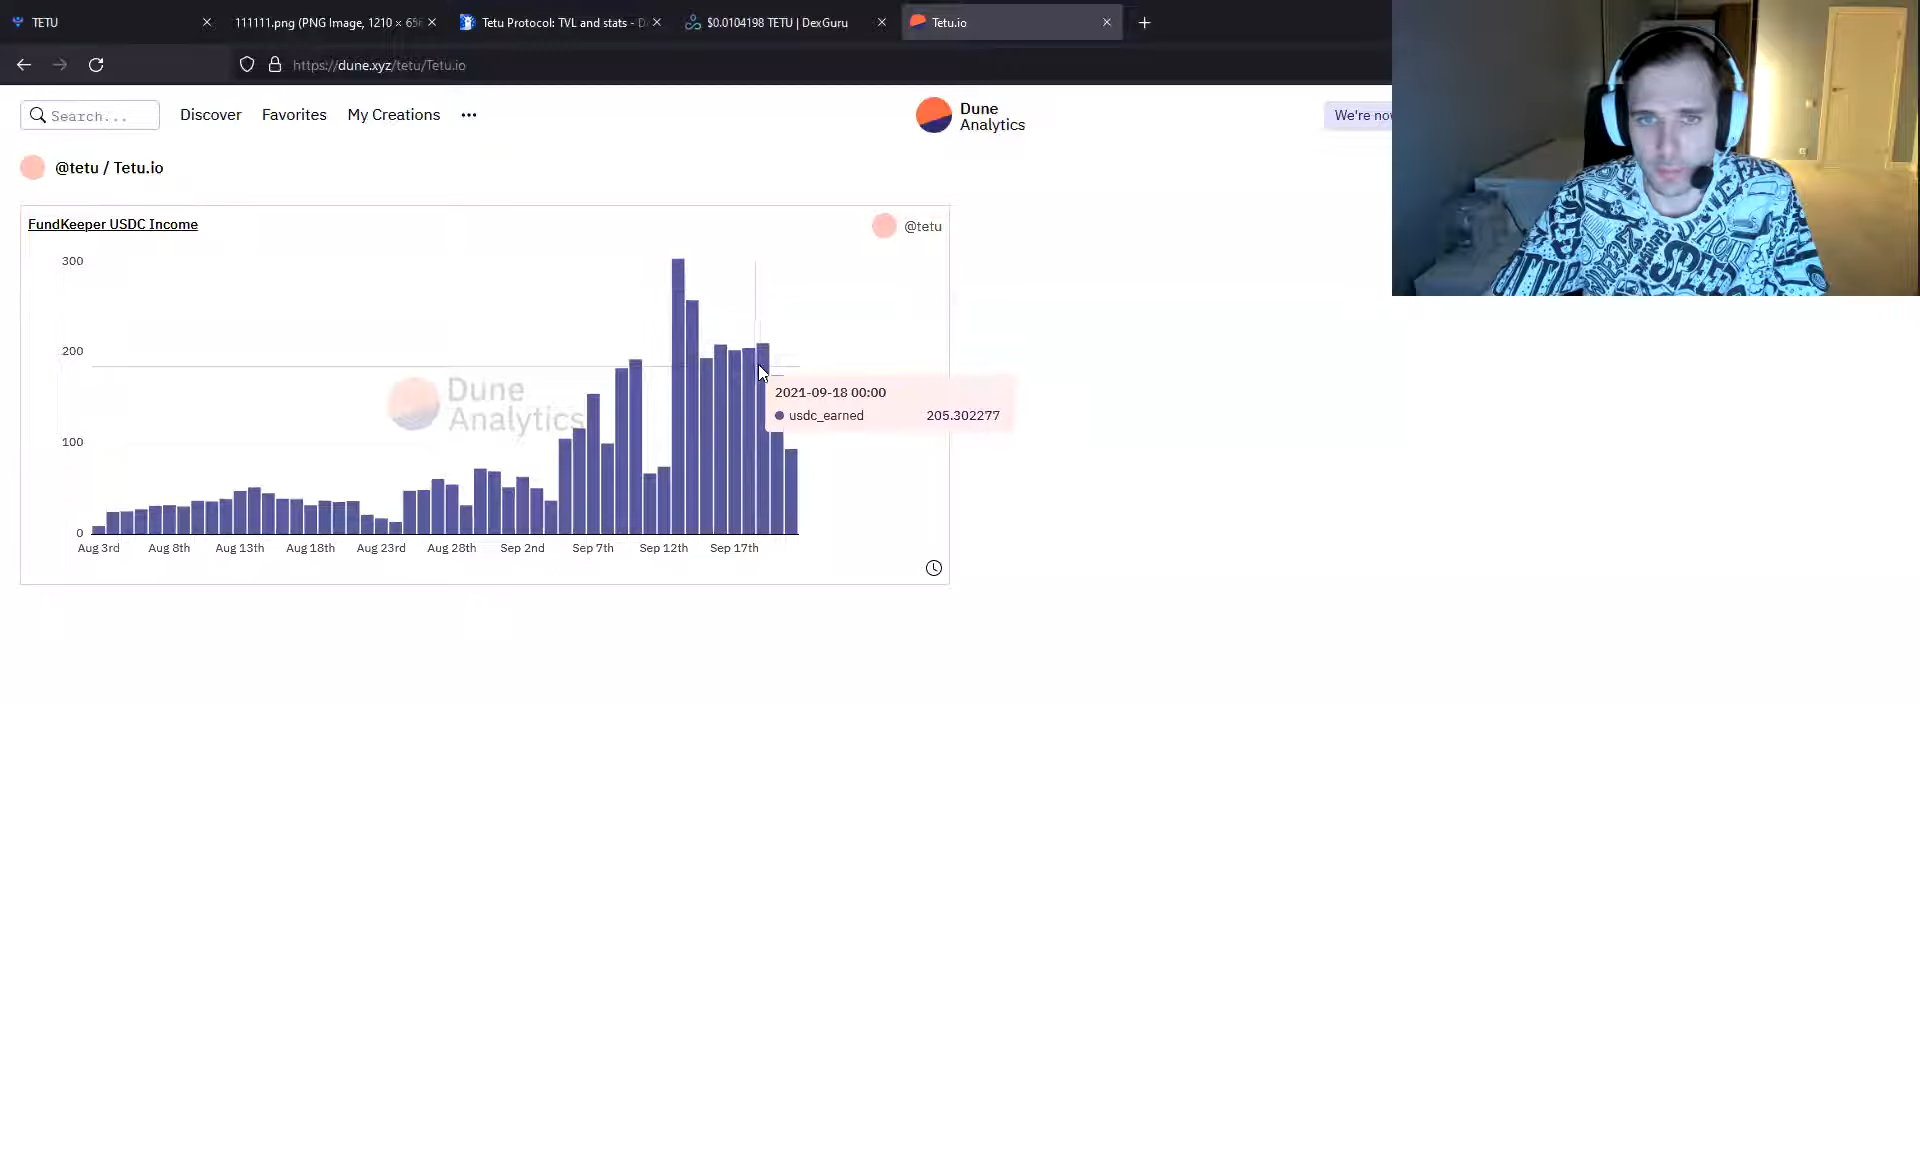 TETU
111111.png (PNG Image, 1210 × 656
Tetu Protocol: TVL and stats - D
$0.0104198 TETU | DexGuru
Tetu.io
https://dune.xyz/tetu/Tetu.io
Search...
Discover
Favorites
My Creations
Dune
Analytics
We're now
@tetu / Tetu.io
FundKeeper USDC Income
@tetu
300
200
100
0
Dune
Analytics
2021-09-18 00:00
usdc_earned 205.302277
Aug 3rd Aug 8th Aug 13th Aug 18th Aug 23rd Aug 28th Sep 2nd Sep 7th Sep 12th Sep 17th
SPEED